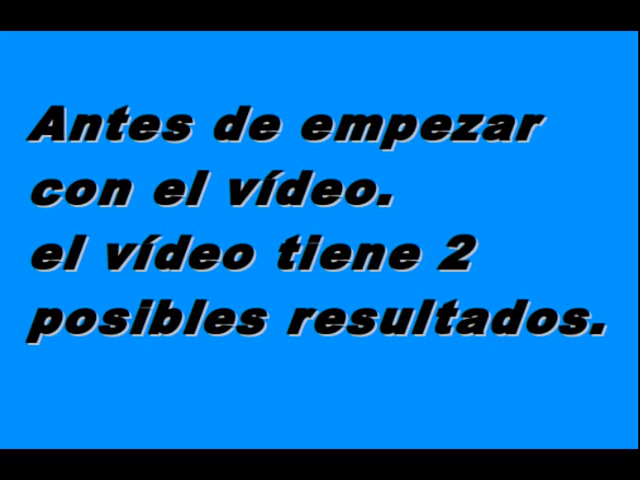 Antes de empezar
con el vídeo.
el vídeo tiene 2
posibles resultados.